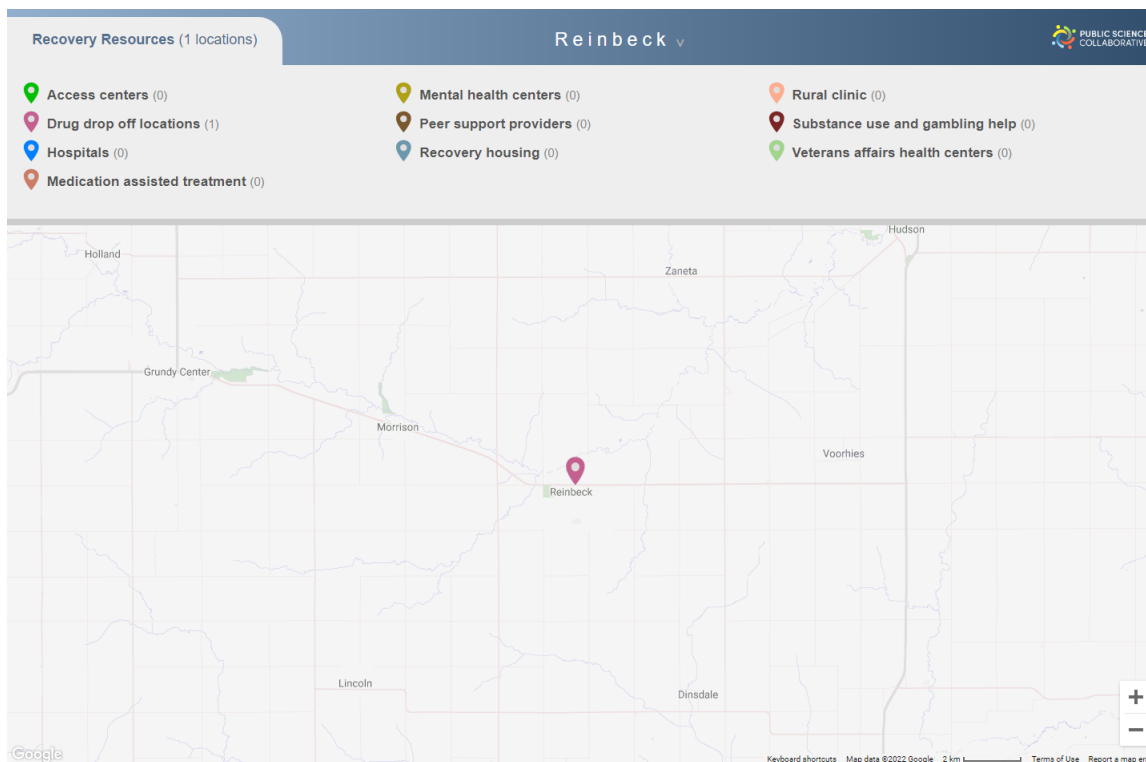 Recovery Resources (1 locations)
Reinbeck v
PUBLIC SCIENCE
COLLABORATIVE
Access centers (0)
Mental health centers (0)
Rural clinic (0)
Drug drop off locations (1)
Peer support providers (0)
Substance use and gambling help (0)
Hospitals (0)
Recovery housing (0)
Veterans affairs health centers (0)
Medication assisted treatment (0)
Hudson
Holland
Zaneta
Grundy Center
Morrison
Voorhies
Reinbeck
Lincoln
Dinsdale
+
−
Google
Keyboard shortcuts Map data ©2022 Google 2 km Terms of Use Report a map er